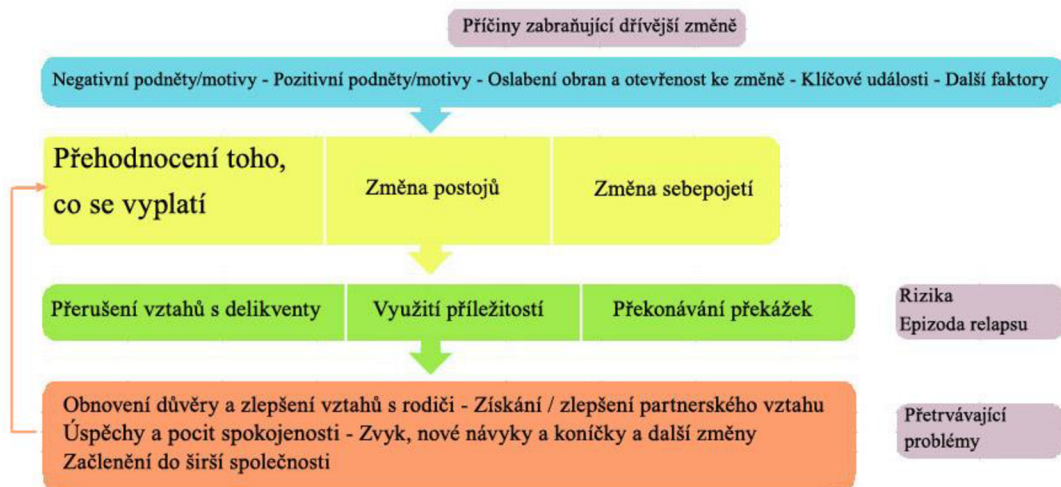 Příčiny zabraňující dřívější změně
Negativní podněty/motivy - Pozitivní podněty/motivy - Oslabení obran a otevřenost ke změně - Klíčové události - Další faktory
Přehodnocení toho,
co se vyplatí
Změna postojů
Změna sebepojetí
Přerušení vztahů s delikventy
Využití příležitostí
Překonávání překážek
Rizika
Epizoda relapsu
Obnovení důvěry a zlepšení vztahů s rodiči - Získání / zlepšení partnerského vztahu
Úspěchy a pocit spokojenosti - Zvyk, nové návyky a koníčky a další změny
Začlenění do širší společnosti
Přetrvávající
problémy